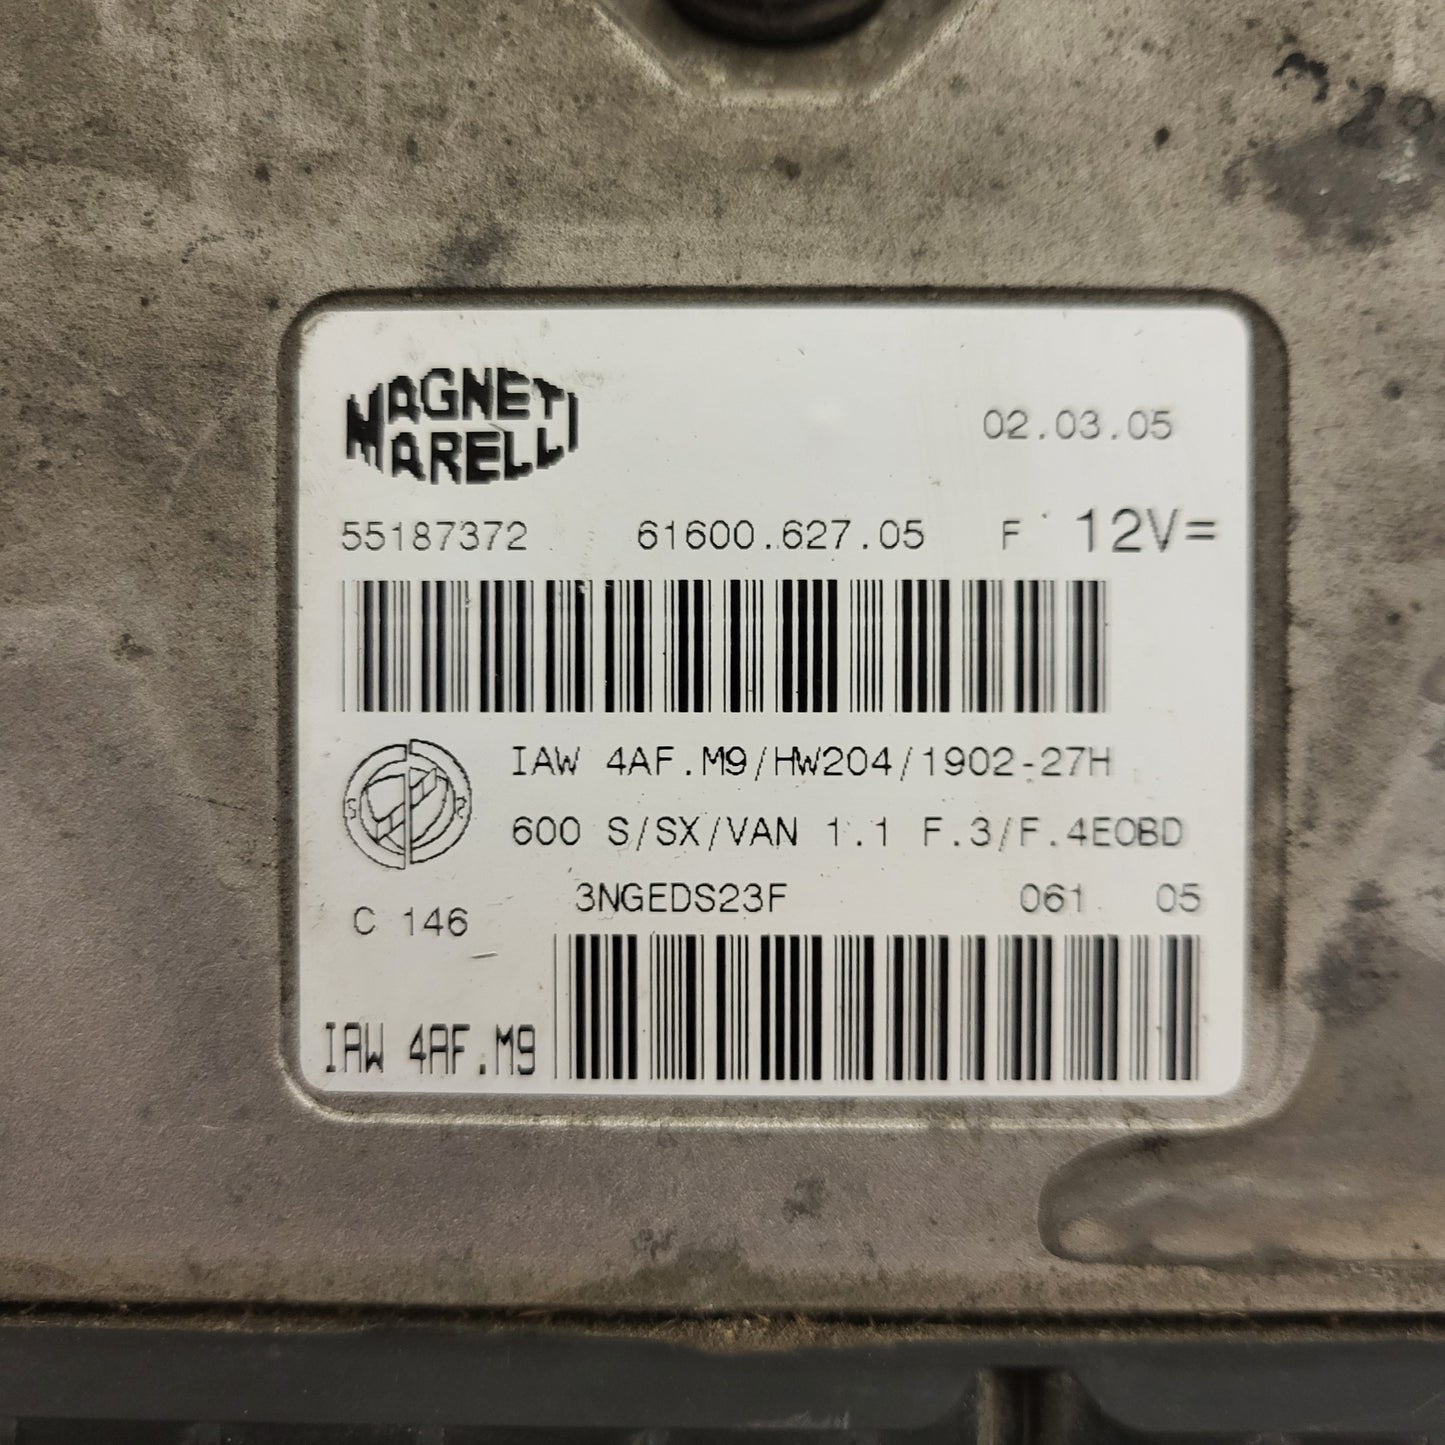 MAGNETI
MARELLI
02.03.05
55187372 61600.627.05 F 12V=
IAW 4AF.M9/HW204/1902-27H
600 S/SX/VAN 1.1 F.3/F.4EOBD
3NGEDS23F 061 05
C 146
IAW 4AF.M9